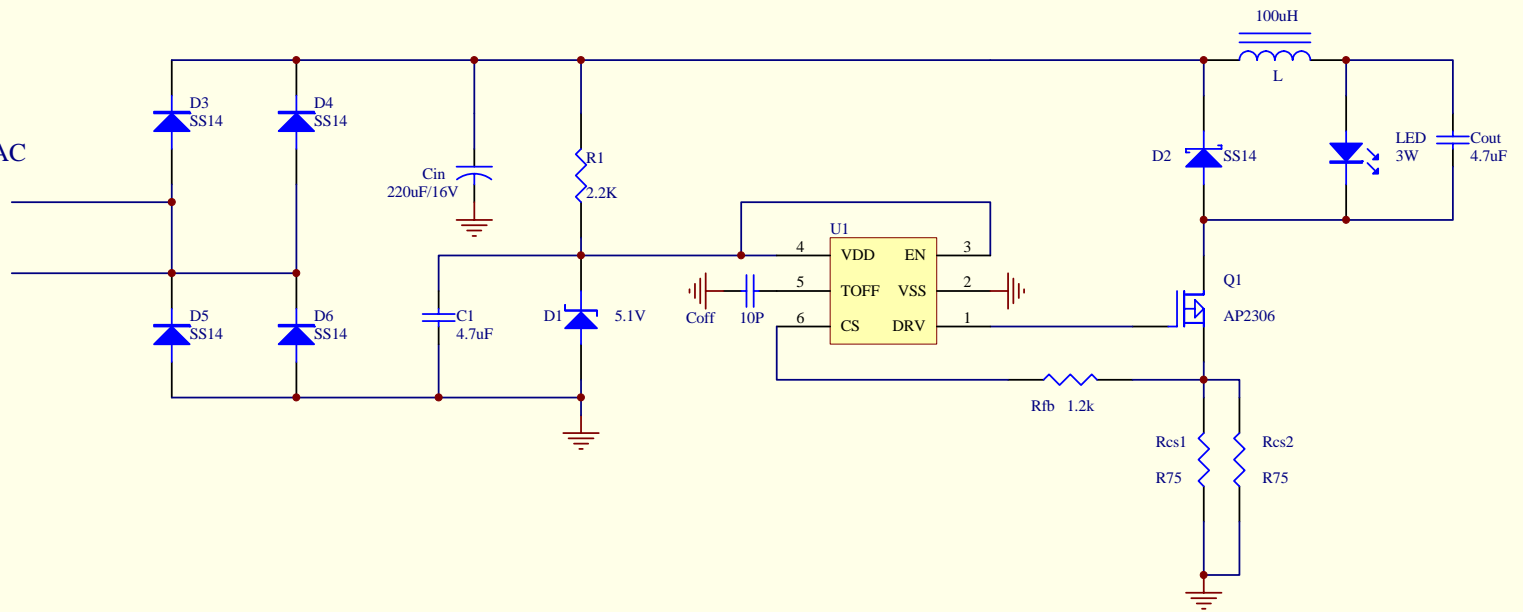 100uH
L
D3
SS14
D4
SS14
AC
Cin
220uF/16V
R1
2.2K
D2
SS14
LED
3W
Cout
4.7uF
U1
4
VDD
EN
3
5
TOFF
VSS
2
6
CS
DRV
1
Coff
10P
Q1
AP2306
D5
SS14
D6
SS14
C1
4.7uF
D1
5.1V
Rfb 1.2k
Rcs1
R75
Rcs2
R75